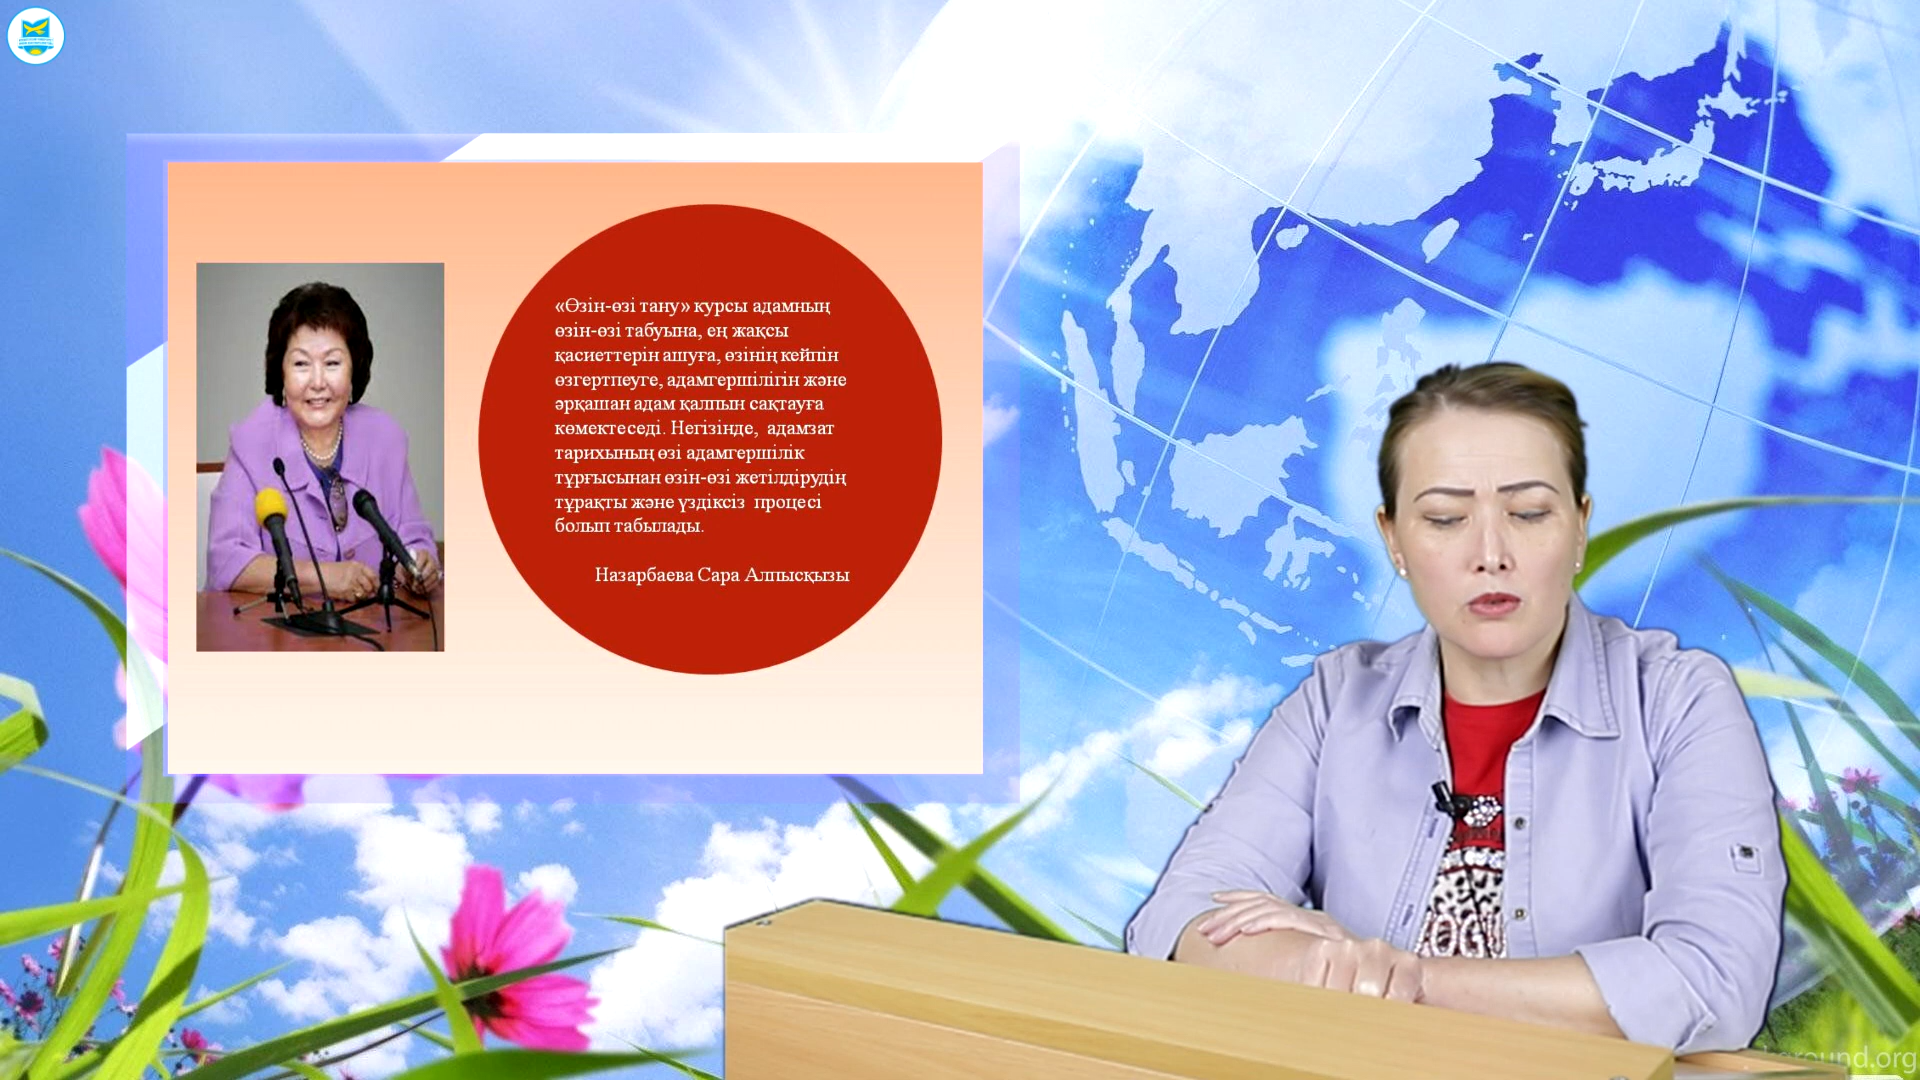 «Өзін-өзі тану» курсы адамның
өзін-өзі табуына, ең жақсы
қасиеттерін ашуға, өзінің кейпін
өзгертпеуге, адамгершілігін және
әрқашан адам қалпын сақтауға
көмектеседі. Негізінде, адамзат
тарихының өзі адамгершілік
тұрғысынан өзін-өзі жетілдірудің
тұрақты және үздіксіз процесі
болып табылады.
Назарбаева Сара Алпысқызы